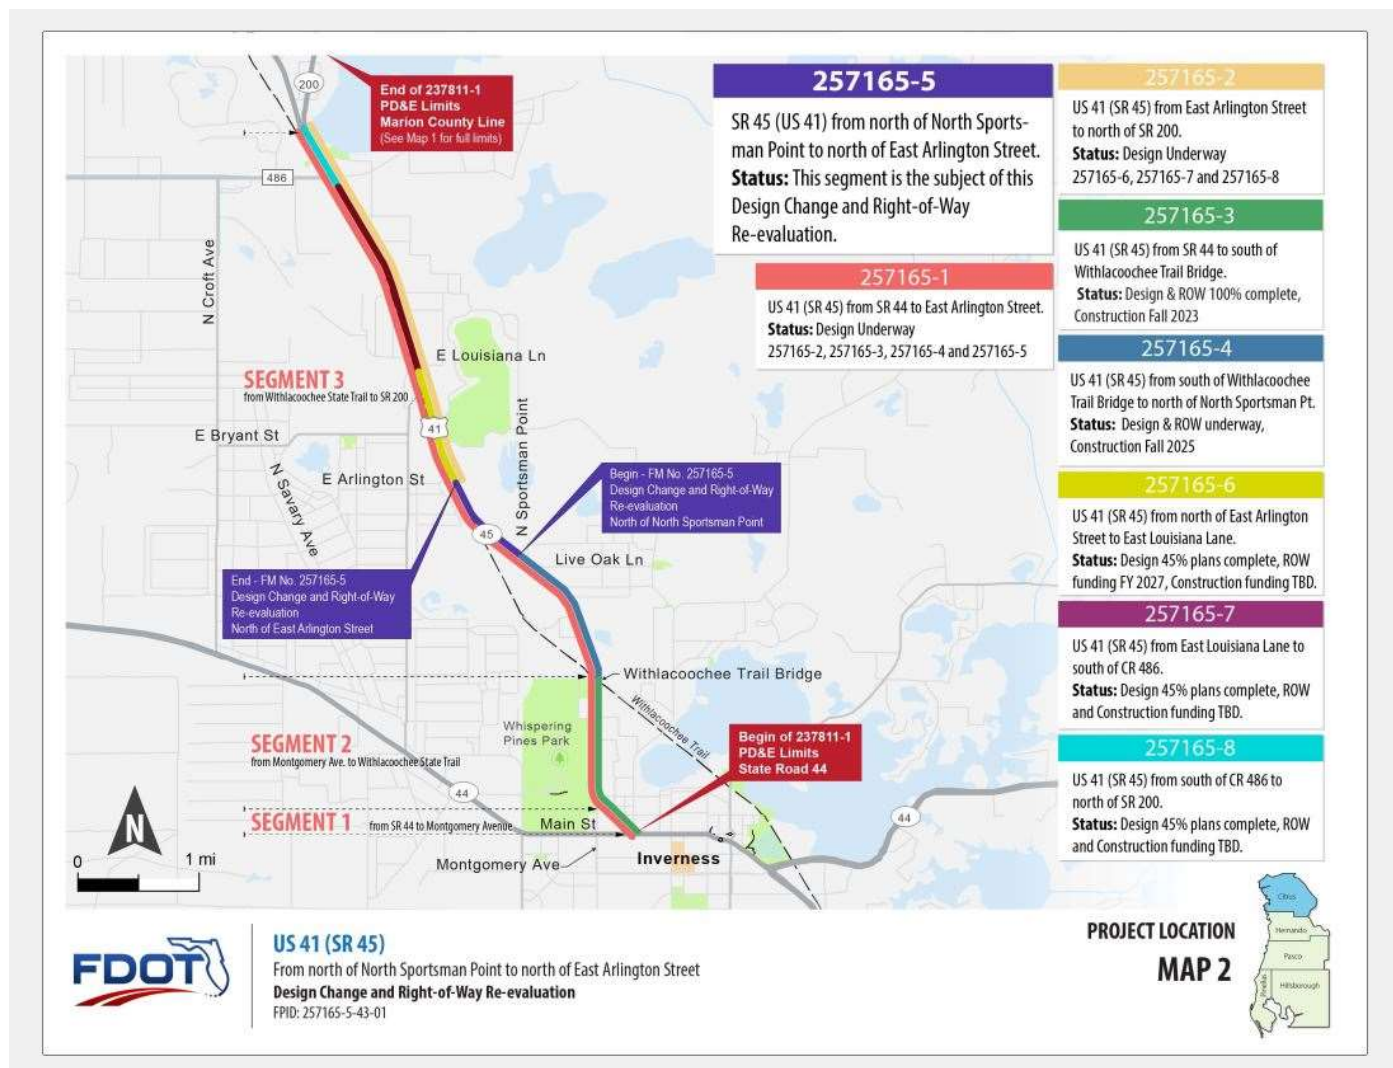 200
End of 237811-1
PD&E Limits
Marion County Line
(See Map 1 for full limits)
486
N Croft Ave
E Louisiana Ln
SEGMENT 3
from Withlacoochee State Trail to SR 200
41
E Bryant St
N Savary Ave
E Arlington St
N Sportsman Point
Begin - FM No. 257165-5
Design Change and Right-of-Way
Re-evaluation
North of North Sportsman Point
45
Live Oak Ln
End - FM No. 257165-5
Design Change and Right-of-Way
Re-evaluation
North of East Arlington Street
Withlacoochee Trail Bridge
Withlacoochee Trail
Whispering
Pines Park
Begin of 237811-1
PD&E Limits
State Road 44
SEGMENT 2
from Montgomery Ave. to Withlacoochee State Trail
44
44
SEGMENT 1
from SR 44 to Montgomery Avenue
Main St
Montgomery Ave
Inverness
N
0
1 mi
257165-5
SR 45 (US 41) from north of North Sports-
man Point to north of East Arlington Street.
Status: This segment is the subject of this
Design Change and Right-of-Way
Re-evaluation.
257165-1
US 41 (SR 45) from SR 44 to East Arlington Street.
Status: Design Underway
257165-2, 257165-3, 257165-4 and 257165-5
257165-2
US 41 (SR 45) from East Arlington Street
to north of SR 200.
Status: Design Underway
257165-6, 257165-7 and 257165-8
257165-3
US 41 (SR 45) from SR 44 to south of
Withlacoochee Trail Bridge.
Status: Design & ROW 100% complete,
Construction Fall 2023
257165-4
US 41 (SR 45) from south of Withlacoochee
Trail Bridge to north of North Sportsman Pt.
Status: Design & ROW underway,
Construction Fall 2025
257165-6
US 41 (SR 45) from north of East Arlington
Street to East Louisiana Lane.
Status: Design 45% plans complete, ROW
funding FY 2027, Construction funding TBD.
257165-7
US 41 (SR 45) from East Louisiana Lane to
south of CR 486.
Status: Design 45% plans complete, ROW
and Construction funding TBD.
257165-8
US 41 (SR 45) from south of CR 486 to
north of SR 200.
Status: Design 45% plans complete, ROW
and Construction funding TBD.
FDOT
US 41 (SR 45)
From north of North Sportsman Point to north of East Arlington Street
Design Change and Right-of-Way Re-evaluation
FPID: 257165-5-43-01
PROJECT LOCATION
MAP 2
Citrus
Hernando
Pasco
Pinellas
Hillsborough